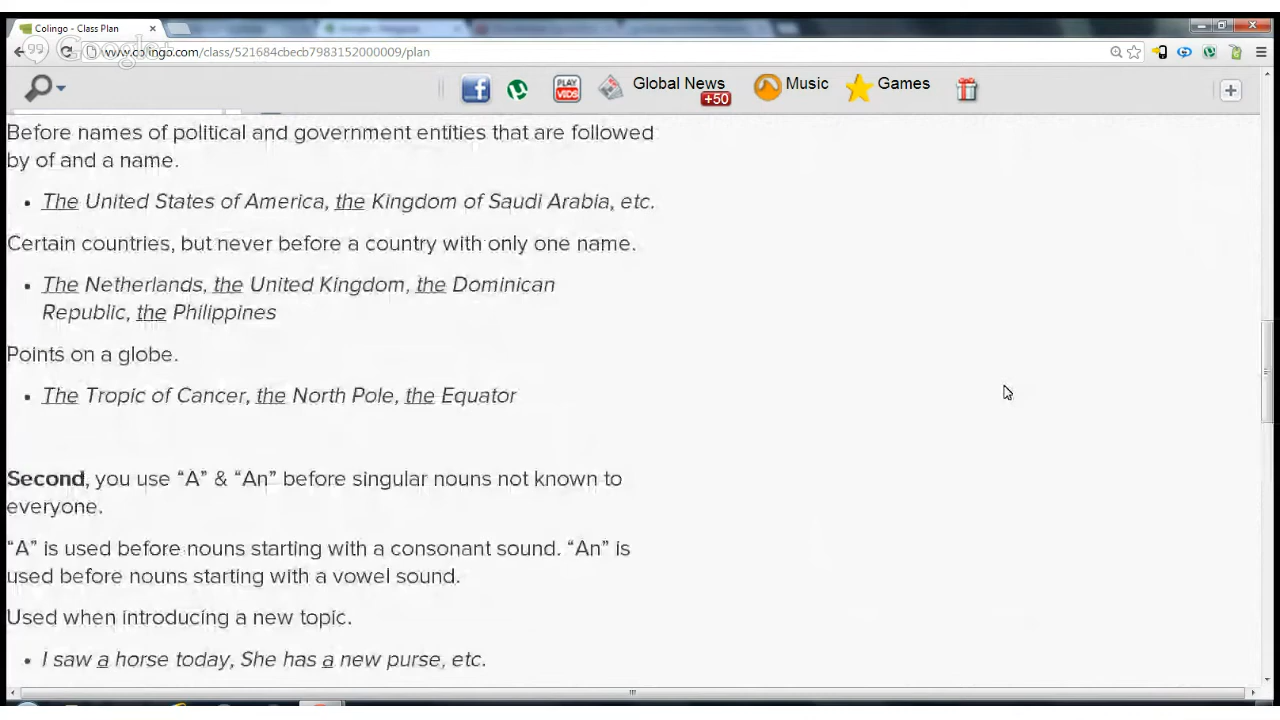 Colingo - Class Plan
Google+
www.colingo.com/class/521684cbecb7983152000009/plan
PLAY VIDS
Global News
+50
Music
Games
Before names of political and government entities that are followed
by of and a name.
• The United States of America, the Kingdom of Saudi Arabia, etc.
Certain countries, but never before a country with only one name.
• The Netherlands, the United Kingdom, the Dominican
Republic, the Philippines
Points on a globe.
• The Tropic of Cancer, the North Pole, the Equator
Second, you use “A” & “An” before singular nouns not known to
everyone.
“A” is used before nouns starting with a consonant sound. “An” is
used before nouns starting with a vowel sound.
Used when introducing a new topic.
• I saw a horse today, She has a new purse, etc.